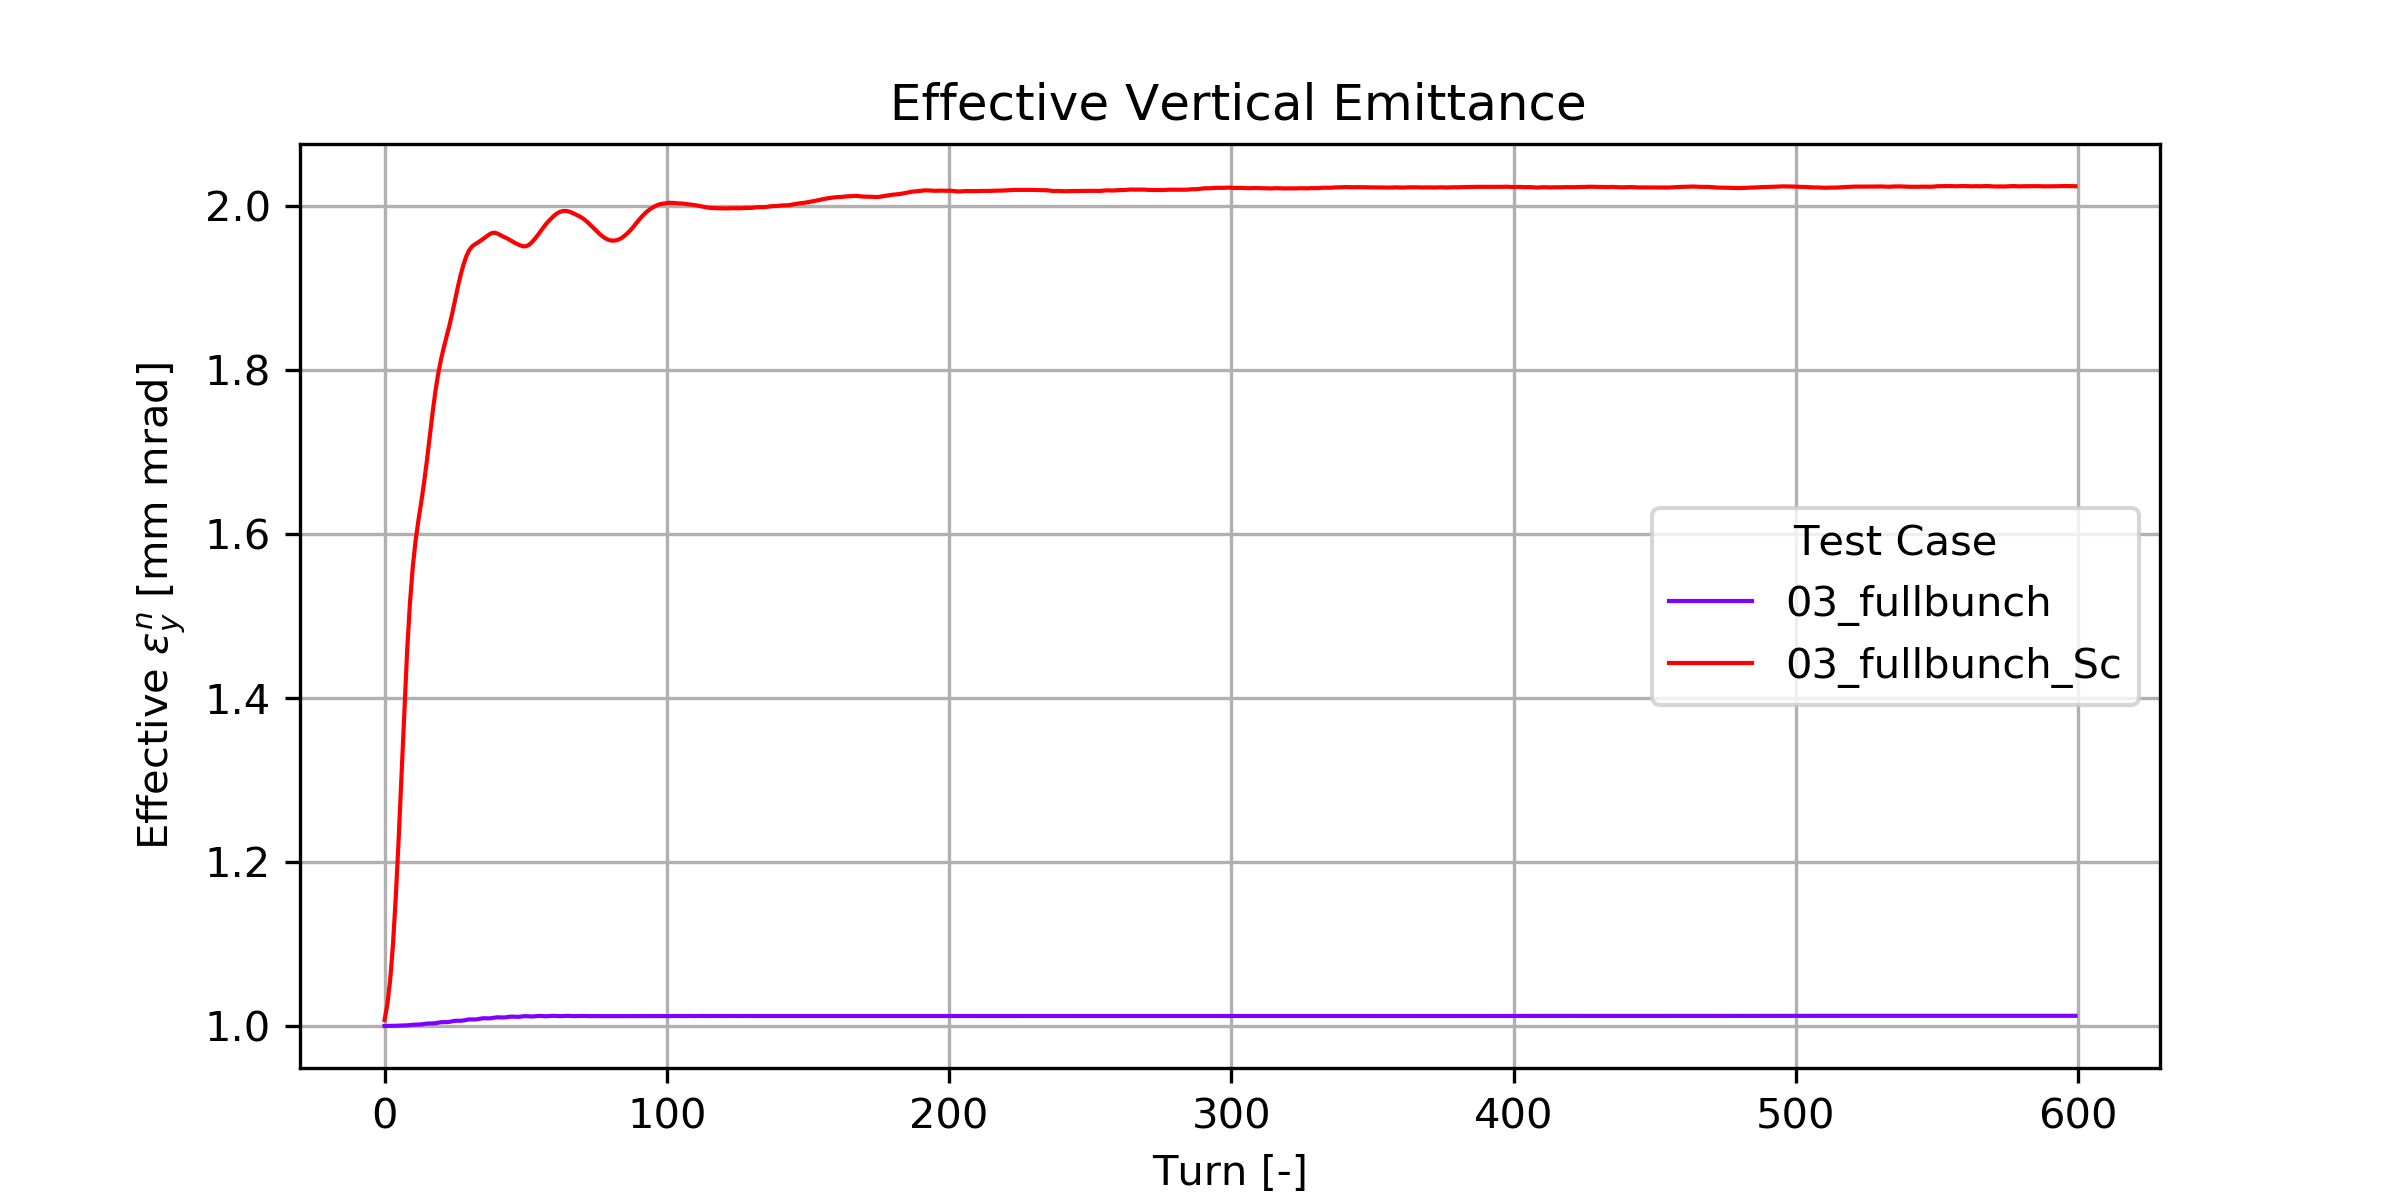 Effective Vertical Emittance
Effective εₙʸ [mm mrad]
2.0
1.8
1.6
1.4
1.2
1.0
Test Case
03_fullbunch
03_fullbunch_Sc
0 100 200 300 400 500 600
Turn [-]